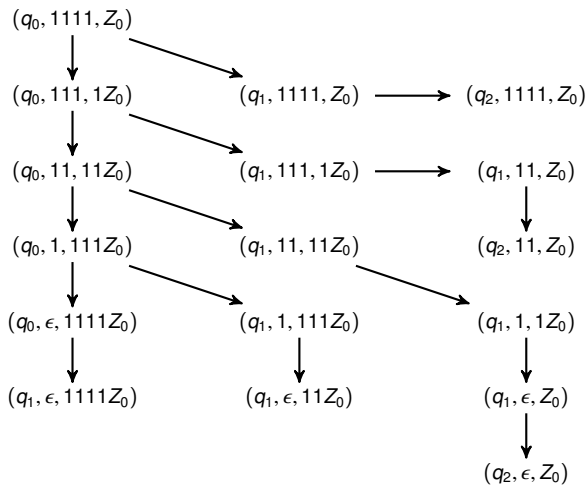 (q₀, 1111, Z₀)
(q₀, 111, 1Z₀) (q₁, 1111, Z₀) (q₂, 1111, Z₀)
(q₀, 11, 11Z₀) (q₁, 111, 1Z₀) (q₁, 11, Z₀)
(q₀, 1, 111Z₀) (q₁, 11, 11Z₀) (q₂, 11, Z₀)
(q₀, ϵ, 1111Z₀) (q₁, 1, 111Z₀) (q₁, 1, 1Z₀)
(q₁, ϵ, 1111Z₀) (q₁, ϵ, 11Z₀) (q₁, ϵ, Z₀)
(q₂, ϵ, Z₀)